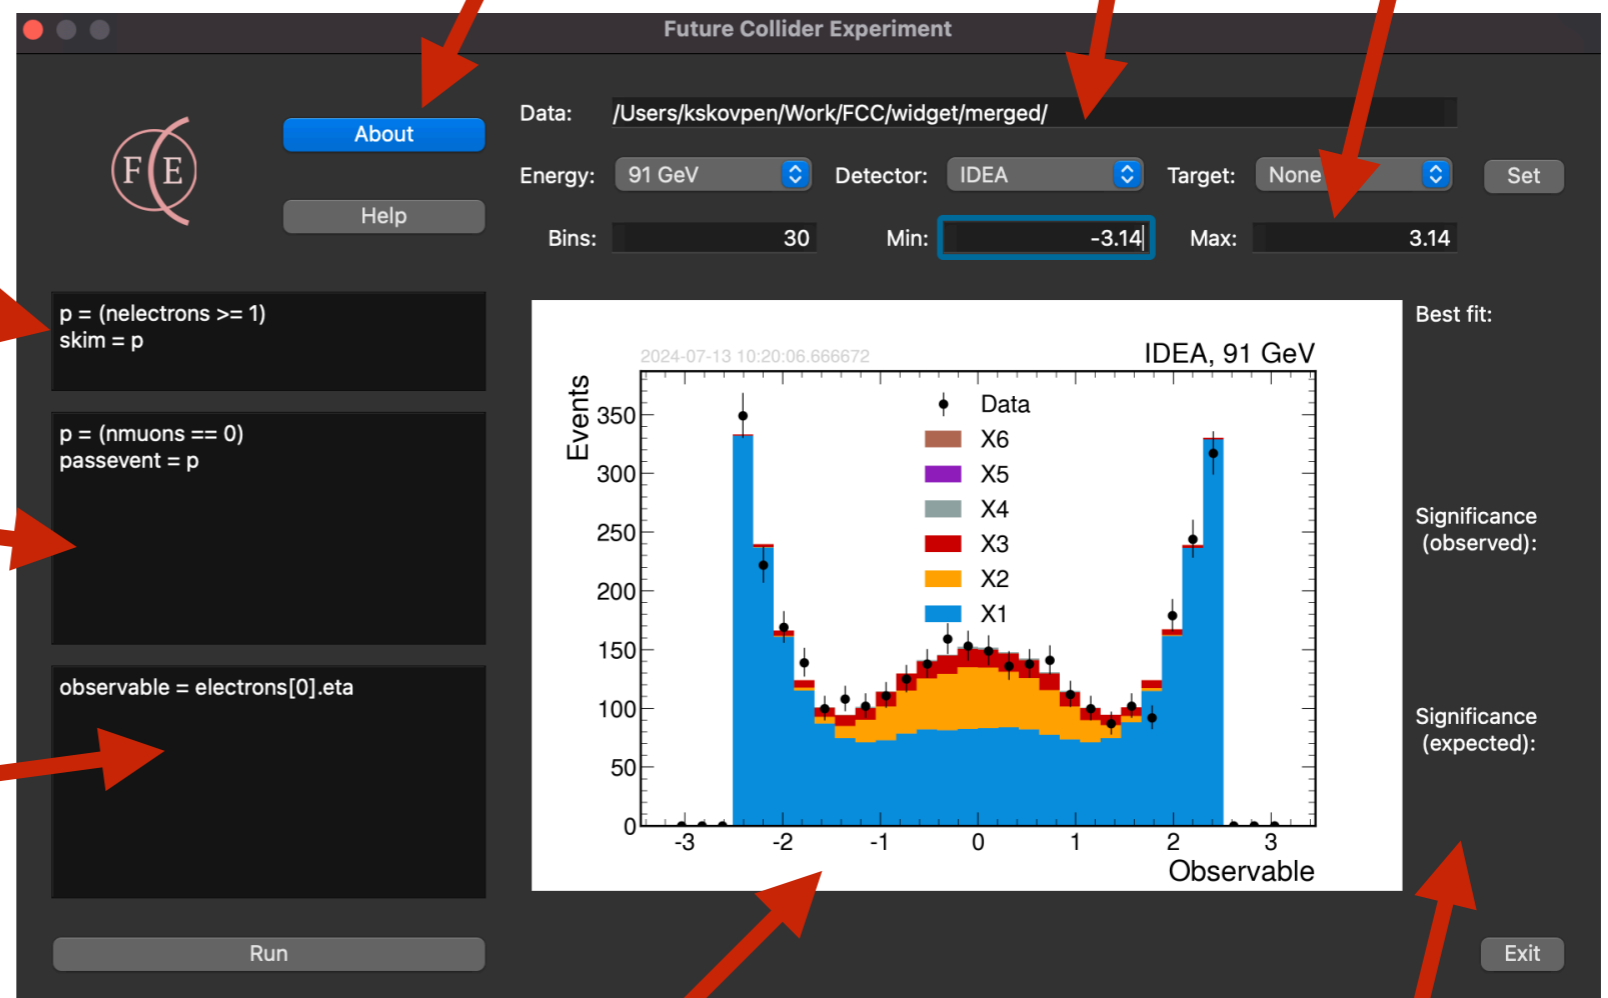 Future Collider Experiment
F E
About
Help
Data: /Users/kskovpen/Work/FCC/widget/merged/
Energy: 91 GeV Detector: IDEA Target: None Set
Bins: 30 Min: -3.14 Max: 3.14
p = (nelectrons >= 1)
skim = p
p = (nmuons == 0)
passevent = p
observable = electrons[0].eta
Run
2024-07-13 10:20:06.666672
IDEA, 91 GeV
Events
350
300
250
200
150
100
50
0
Data
X6
X5
X4
X3
X2
X1
-3 -2 -1 0 1 2 3
Observable
Best fit:
Significance
(observed):
Significance
(expected):
Exit